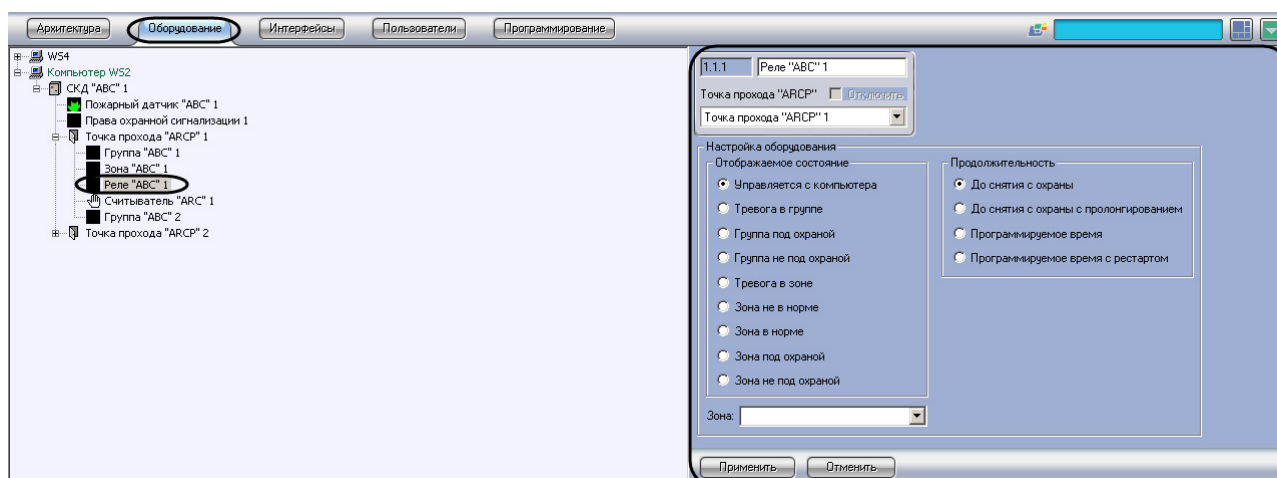 Архитектура Оборудование Интерфейсы Пользователи Программирование
WS4
Компьютер WS2
СКД "ABC" 1
Пожарный датчик "ABC" 1
Права охранной сигнализации 1
Точка прохода "ARCP" 1
Группа "ABC" 1
Зона "ABC" 1
Реле "ABC" 1
Считыватель "ARC" 1
Группа "ABC" 2
Точка прохода "ARCP" 2
1.1.1 Реле "ABC" 1
Точка прохода "ARCP" Отключить
Точка прохода "ARCP" 1
Настройка оборудования
Отображаемое состояние
Управляется с компьютера
Тревога в группе
Группа под охраной
Группа не под охраной
Тревога в зоне
Зона не в норме
Зона в норме
Зона под охраной
Зона не под охраной
Продолжительность
До снятия с охраны
До снятия с охраны с пролонгированием
Программируемое время
Программируемое время с рестартом
Зона:
Применить Отменить